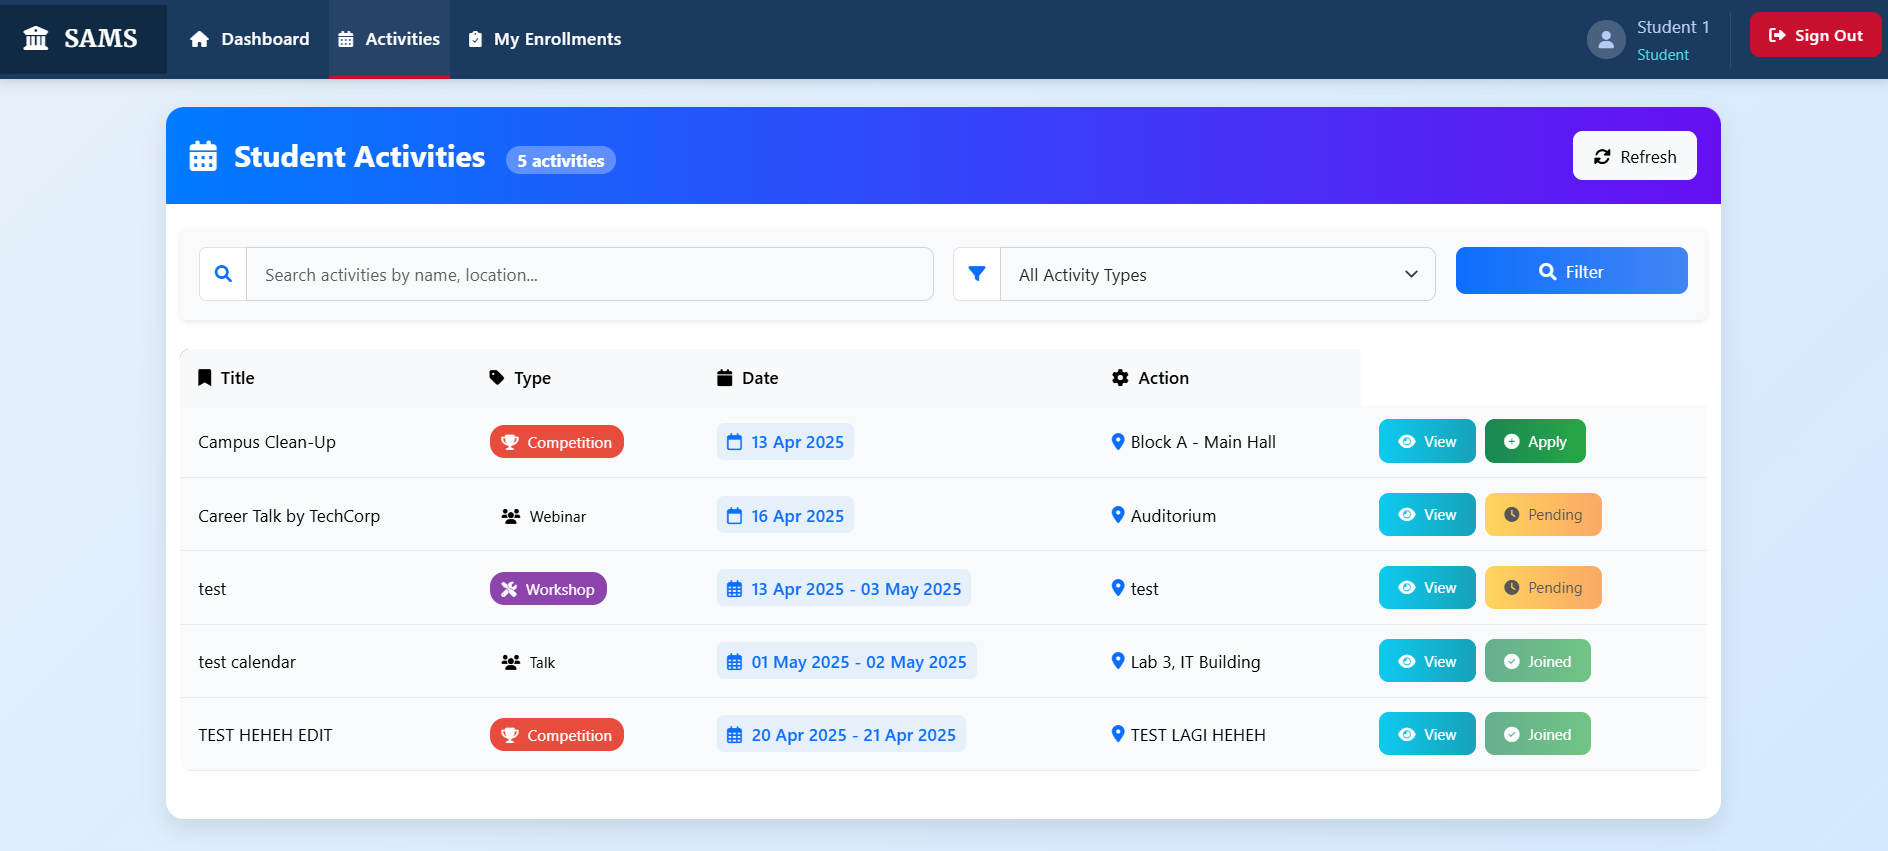 SAMS Dashboard Activities My Enrollments Student 1 Student Sign Out
Student Activities 5 activities Refresh
Search activities by name, location... All Activity Types Filter
Title Type Date Action
Campus Clean-Up Competition 13 Apr 2025 Block A - Main Hall View Apply
Career Talk by TechCorp Webinar 16 Apr 2025 Auditorium View Pending
test Workshop 13 Apr 2025 - 03 May 2025 test View Pending
test calendar Talk 01 May 2025 - 02 May 2025 Lab 3, IT Building View Joined
TEST HEHEH EDIT Competition 20 Apr 2025 - 21 Apr 2025 TEST LAGI HEHEH View Joined